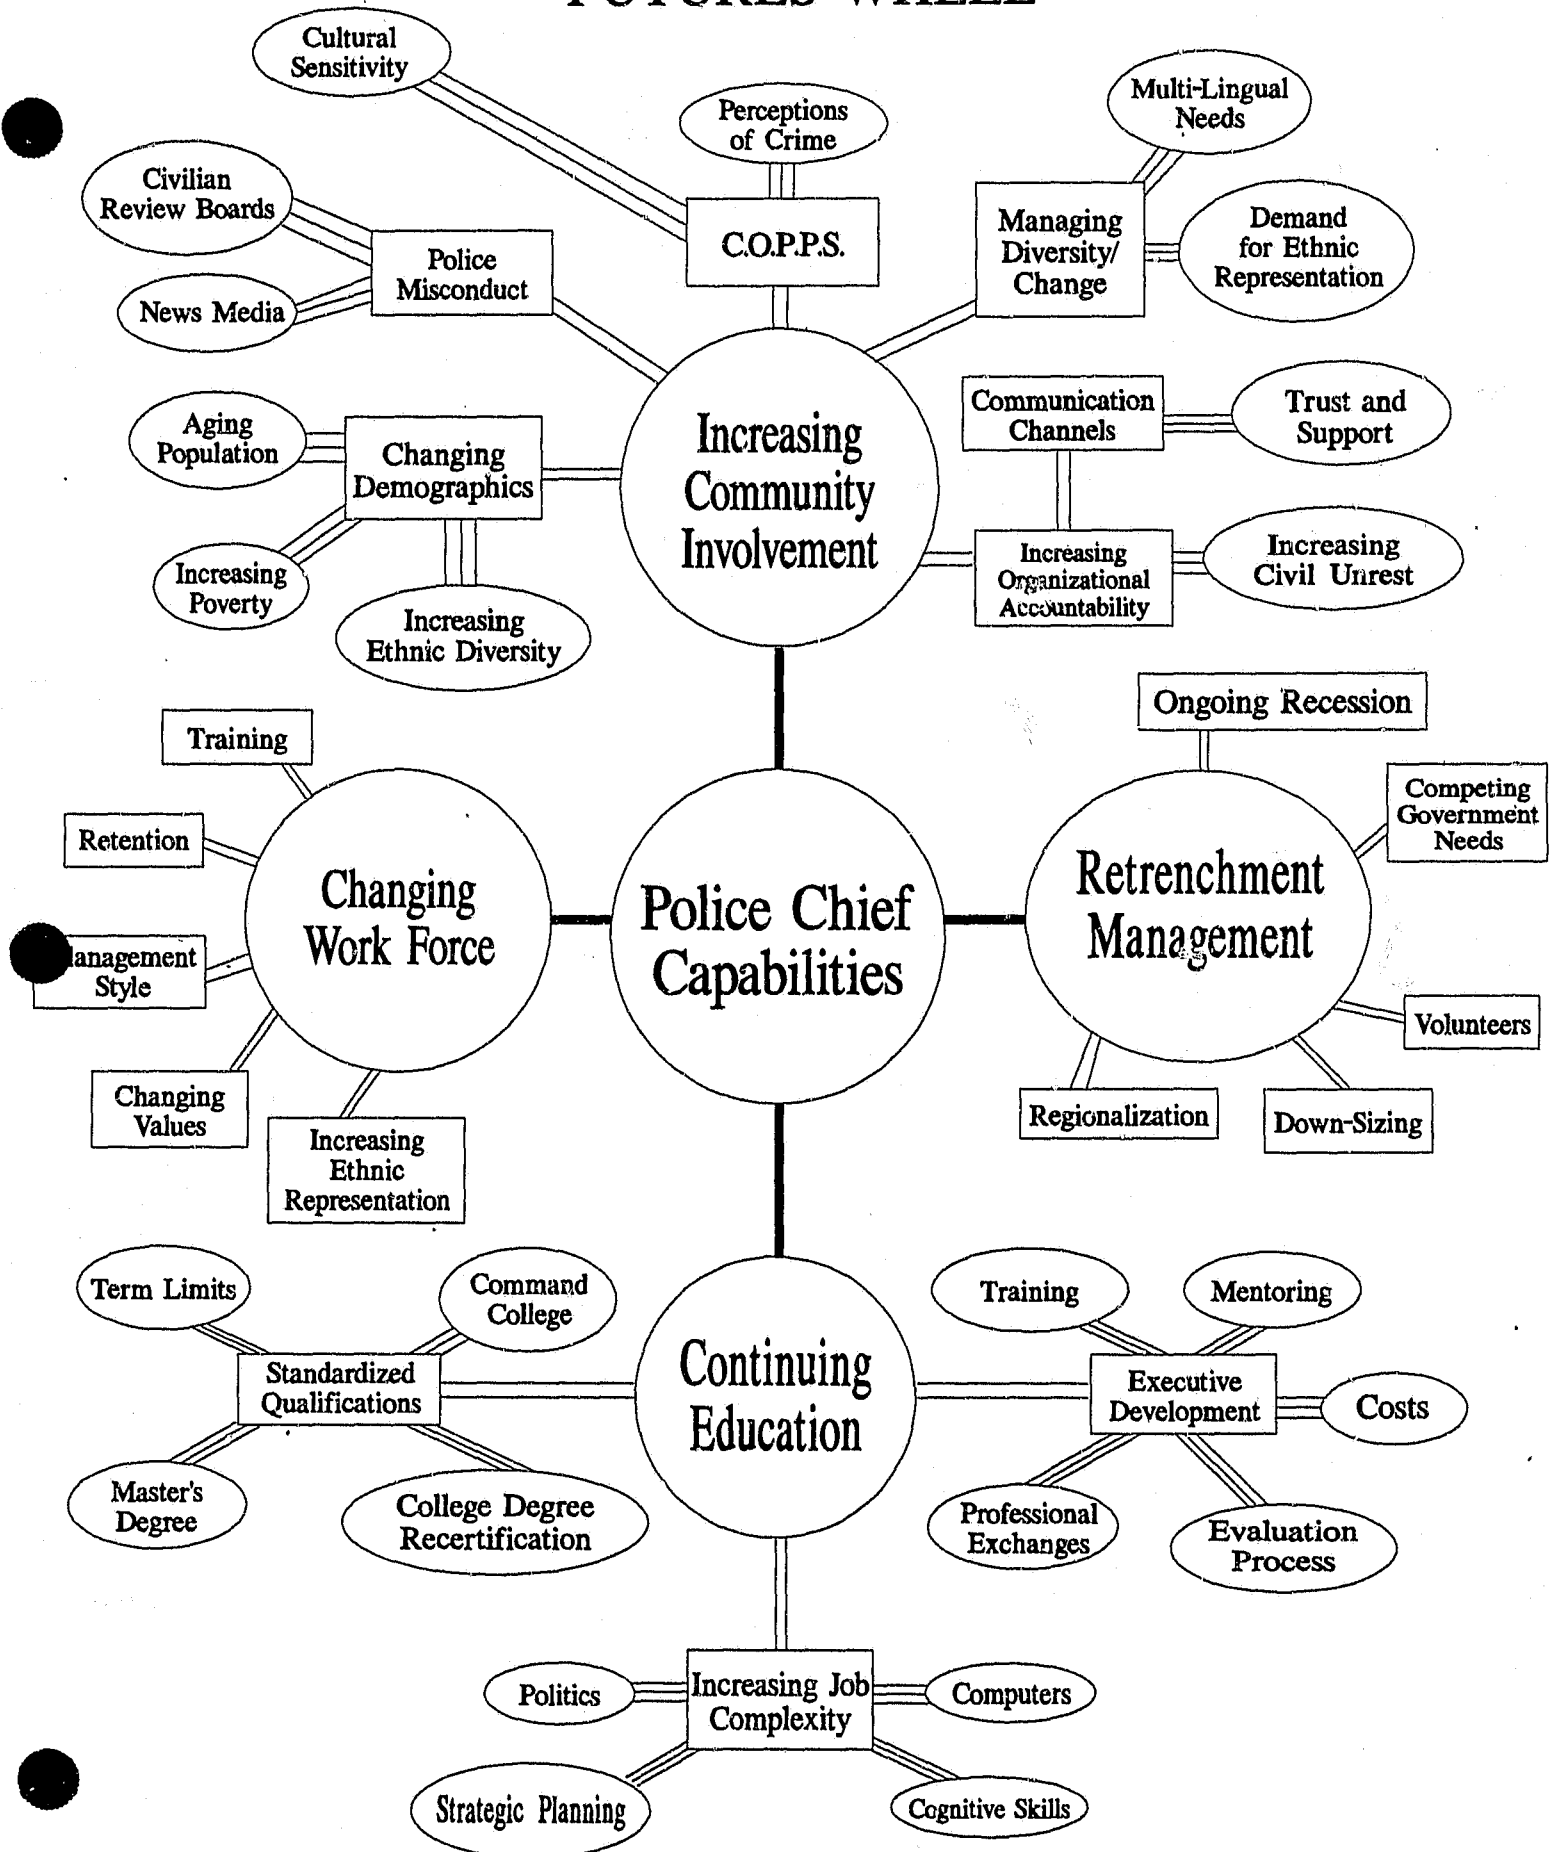 FUTURES WHEEL
Cultural
Sensitivity
Perceptions
of Crime
Multi-Lingual
Needs
Civilian
Review Boards
Police
Misconduct
News Media
C.O.P.P.S.
Managing
Diversity/
Change
Demand
for Ethnic
Representation
Aging
Population
Changing
Demographics
Increasing
Poverty
Increasing
Ethnic Diversity
Increasing
Community
Involvement
Communication
Channels
Trust and
Support
Increasing
Organizational
Accountability
Increasing
Civil Unrest
Training
Retention
anagement
Style
Changing
Values
Increasing
Ethnic
Representation
Changing
Work Force
Police Chief
Capabilities
Retrenchment
Management
Ongoing Recession
Competing
Government
Needs
Volunteers
Down-Sizing
Regionalization
Term Limits
Command
College
Standardized
Qualifications
Master's
Degree
College Degree
Recertification
Continuing
Education
Training
Mentoring
Executive
Development
Costs
Professional
Exchanges
Evaluation
Process
Politics
Increasing Job
Complexity
Computers
Strategic Planning
Cognitive Skills